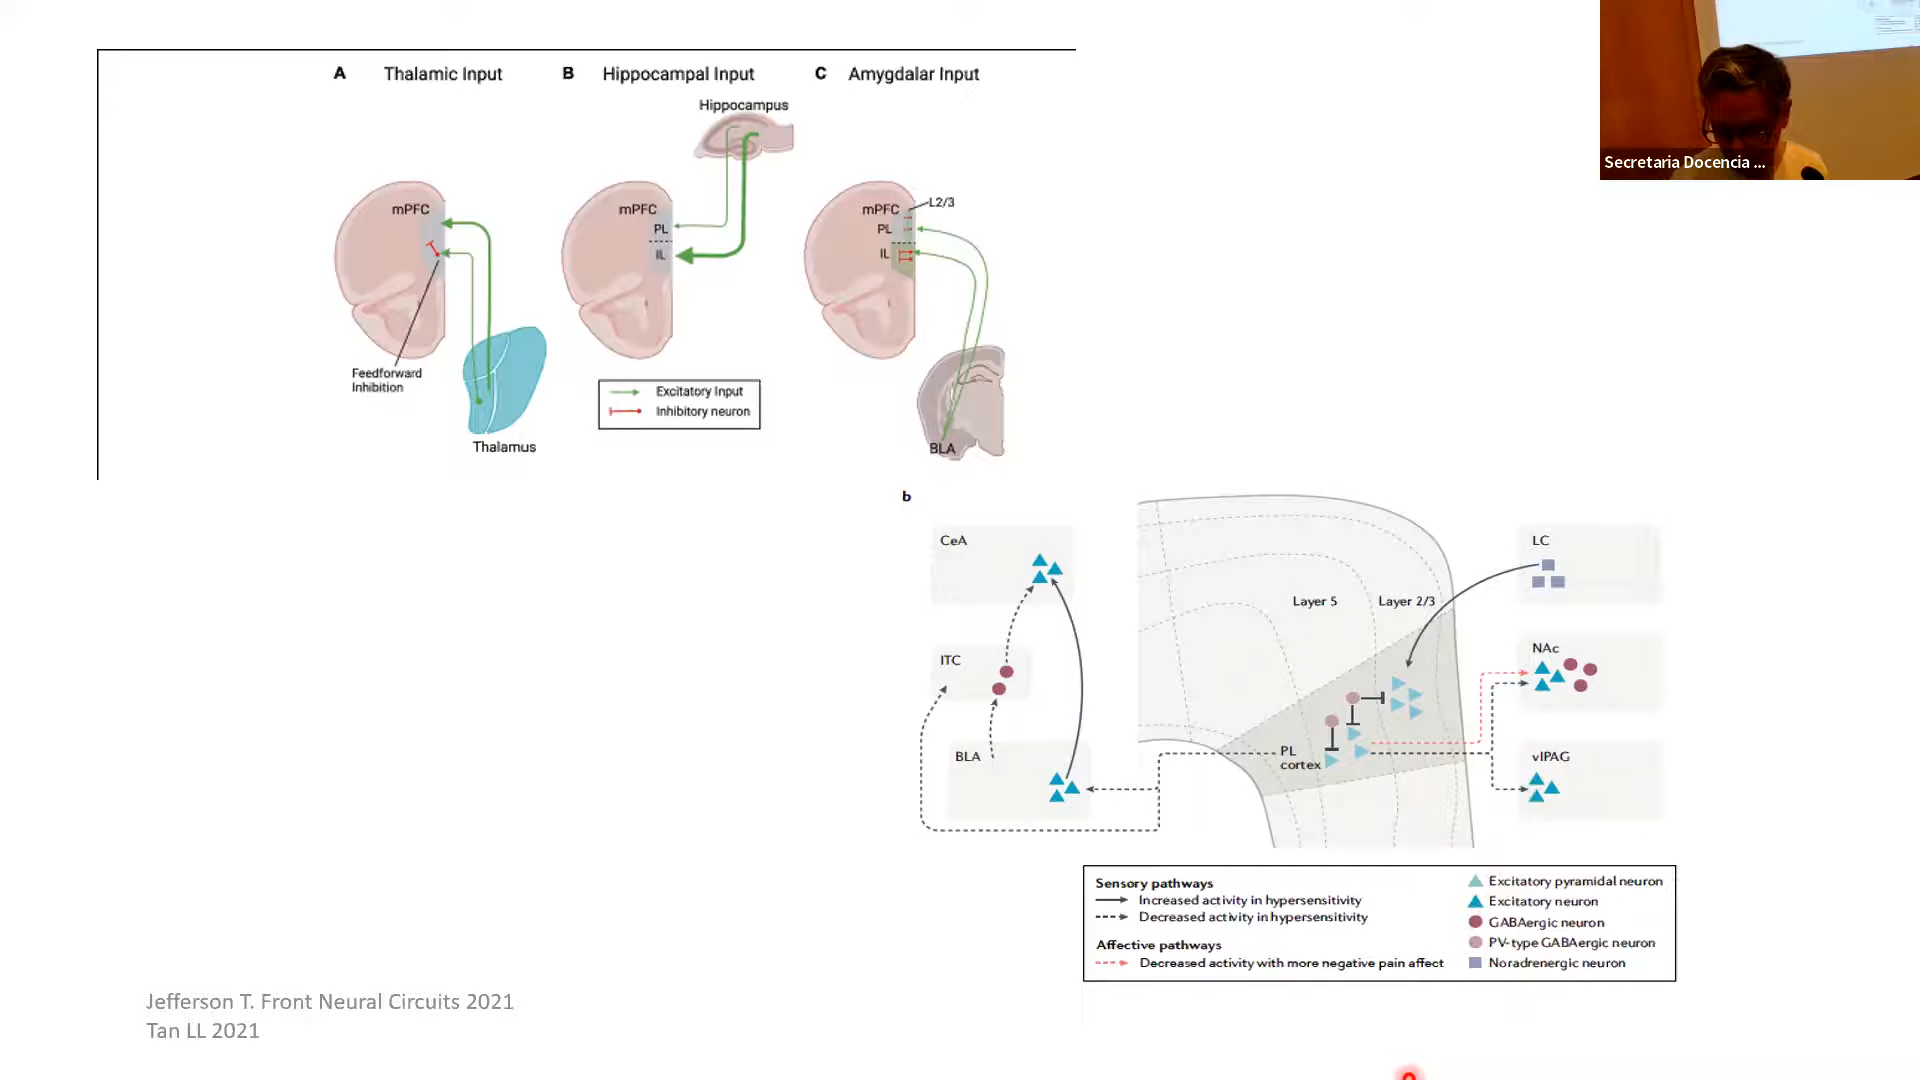 A Thalamic Input
B Hippocampal Input
C Amygdalar Input
Hippocampus
mPFC
mPFC
PL
IL
mPFC
L2/3
PL
IL
Feedforward
Inhibition
Thalamus
Excitatory Input
Inhibitory neuron
BLA
Secretaria Docencia ...
b
CeA
ITC
BLA
Layer 5
Layer 2/3
PL
cortex
LC
NAc
vlPAG
Sensory pathways
Increased activity in hypersensitivity
Decreased activity in hypersensitivity
Affective pathways
Decreased activity with more negative pain affect
Excitatory pyramidal neuron
Excitatory neuron
GABAergic neuron
PV-type GABAergic neuron
Noradrenergic neuron
Jefferson T. Front Neural Circuits 2021
Tan LL 2021